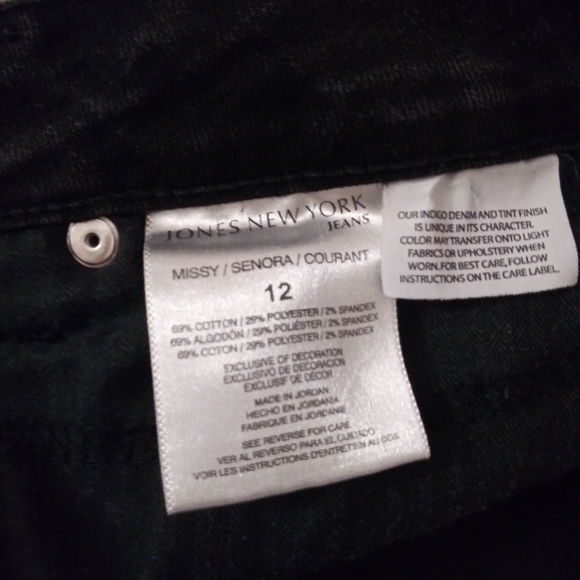 JONES NEW YORK
JEANS
MISSY / SENORA / COURANT
12
69% COTTON / 29% POLYESTER / 2% SPANDEX
69% ALGODÓN / 29% POLIÉSTER / 2% SPANDEX
69% COTON / 29% POLYESTER / 2% SPANDEX
EXCLUSIVE OF DECORATION
EXCLUSIVO DE DECORACION
EXCLUSIF DE DÉCOR
MADE IN JORDAN
HECHO EN JORDANIA
FABRIQUE EN JORDANIE
SEE REVERSE FOR CARE
VER AL REVERSO PARA EL CUIDADO
VOIR LES INSTRUCTIONS D'ENTRETIEN AU DOS
OUR INDIGO DENIM AND TINT FINISH
IS UNIQUE IN ITS CHARACTER.
COLOR MAY TRANSFER ONTO LIGHT
FABRICS OR UPHOLSTERY WHEN
WORN. FOR BEST CARE, FOLLOW
INSTRUCTIONS ON THE CARE LABEL.